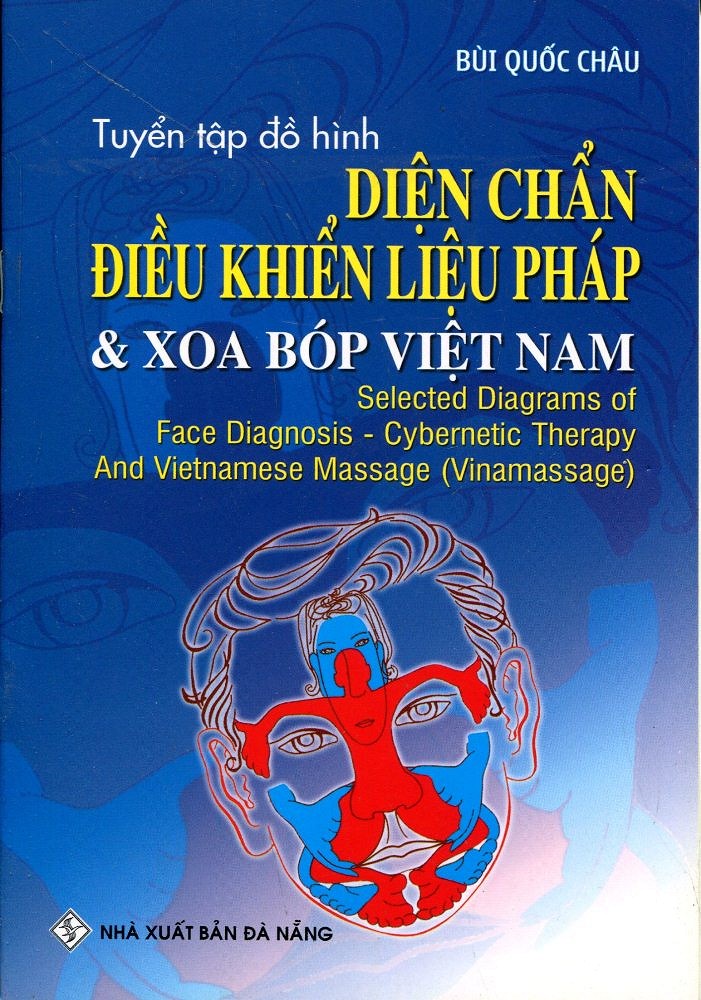 BÙI QUỐC CHÂU
Tuyển tập đồ hình
DIỆN CHẨN
ĐIỀU KHIỂN LIỆU PHÁP
& XOA BÓP VIỆT NAM
Selected Diagrams of
Face Diagnosis - Cybernetic Therapy
And Vietnamese Massage (Vinamassage)
NHÀ XUẤT BẢN ĐÀ NẴNG